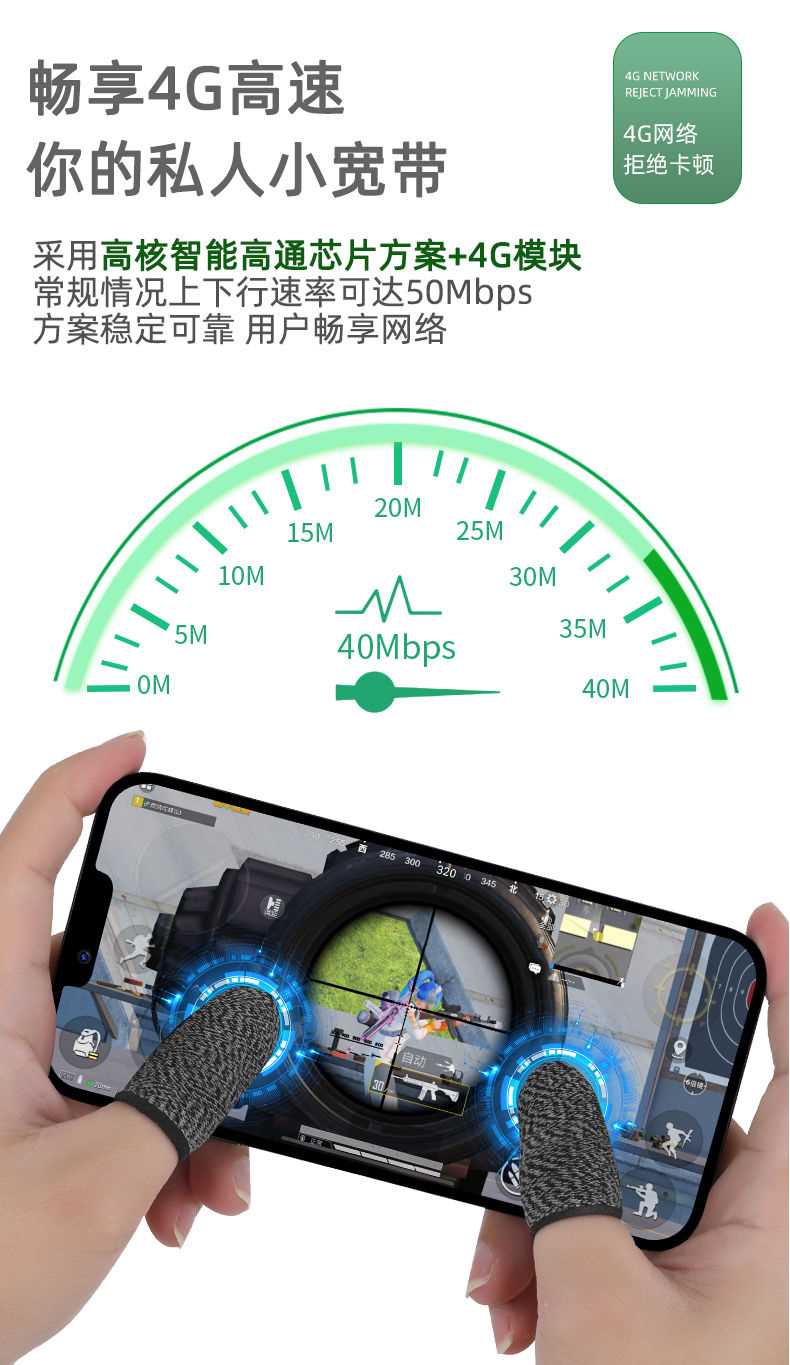 畅享4G高速
你的私人小宽带
4G NETWORK
REJECT JAMMING
4G网络
拒绝卡顿
采用高核智能高通芯片方案+4G模块
常规情况上下行速率可达50Mbps
方案稳定可靠 用户畅享网络
0M
5M
10M
15M
20M
25M
30M
35M
40M
40Mbps
西
285
300
320
345
北
15
自动
30
正常